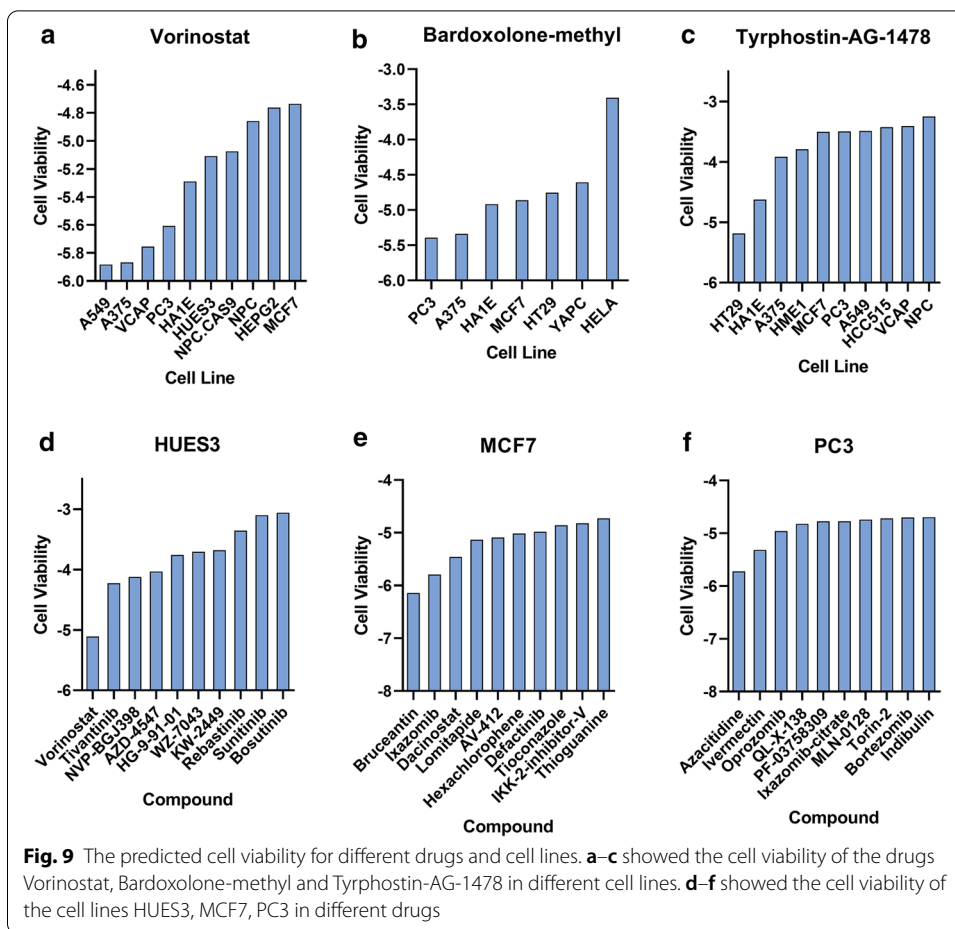 a Vorinostat
Cell Viability
-4.6
-4.8
-5.0
-5.2
-5.4
-5.6
-5.8
-6.0
A549
A375
VCAP
PC3
HA1E
HUES3
NPC.CAS9
NPC
HEPG2
MCF7
Cell Line
b Bardoxolone-methyl
Cell Viability
-3.0
-3.5
-4.0
-4.5
-5.0
-5.5
-6.0
PC3
A375
HA1E
MCF7
HT29
YAPC
HELA
Cell Line
c Tyrphostin-AG-1478
Cell Viability
-3
-4
-5
-6
HT29
HA1E
A375
HME1
MCF7
PC3
A549
HCC515
VCAP
NPC
Cell Line
d HUES3
Cell Viability
-3
-4
-5
-6
Vorinostat
Tivantinib
NVP-BGJ398
AZD-4547
HG-9-91-01
WZ-7043
KW-2449
Rebastinib
Sunitinib
Bosutinib
Compound
e MCF7
Cell Viability
-4
-5
-6
-7
-8
Bruceantin
Ixazomib
Dacinostat
Lomitapide
AV-412
Hexachlorophene
Defactinib
Tioconazole
IKK-2-inhibitor-V
Thioguanine
Compound
f PC3
Cell Viability
-4
-5
-6
-7
-8
Azacitidine
Ivermectin
Oprozomib
QL-X-138
PF-03758309
Ixazomib-citrate
MLN-0128
Torin-2
Bortezomib
Indibulin
Compound
Fig. 9 The predicted cell viability for different drugs and cell lines. a–c showed the cell viability of the drugs
Vorinostat, Bardoxolone-methyl and Tyrphostin-AG-1478 in different cell lines. d–f showed the cell viability of
the cell lines HUES3, MCF7, PC3 in different drugs